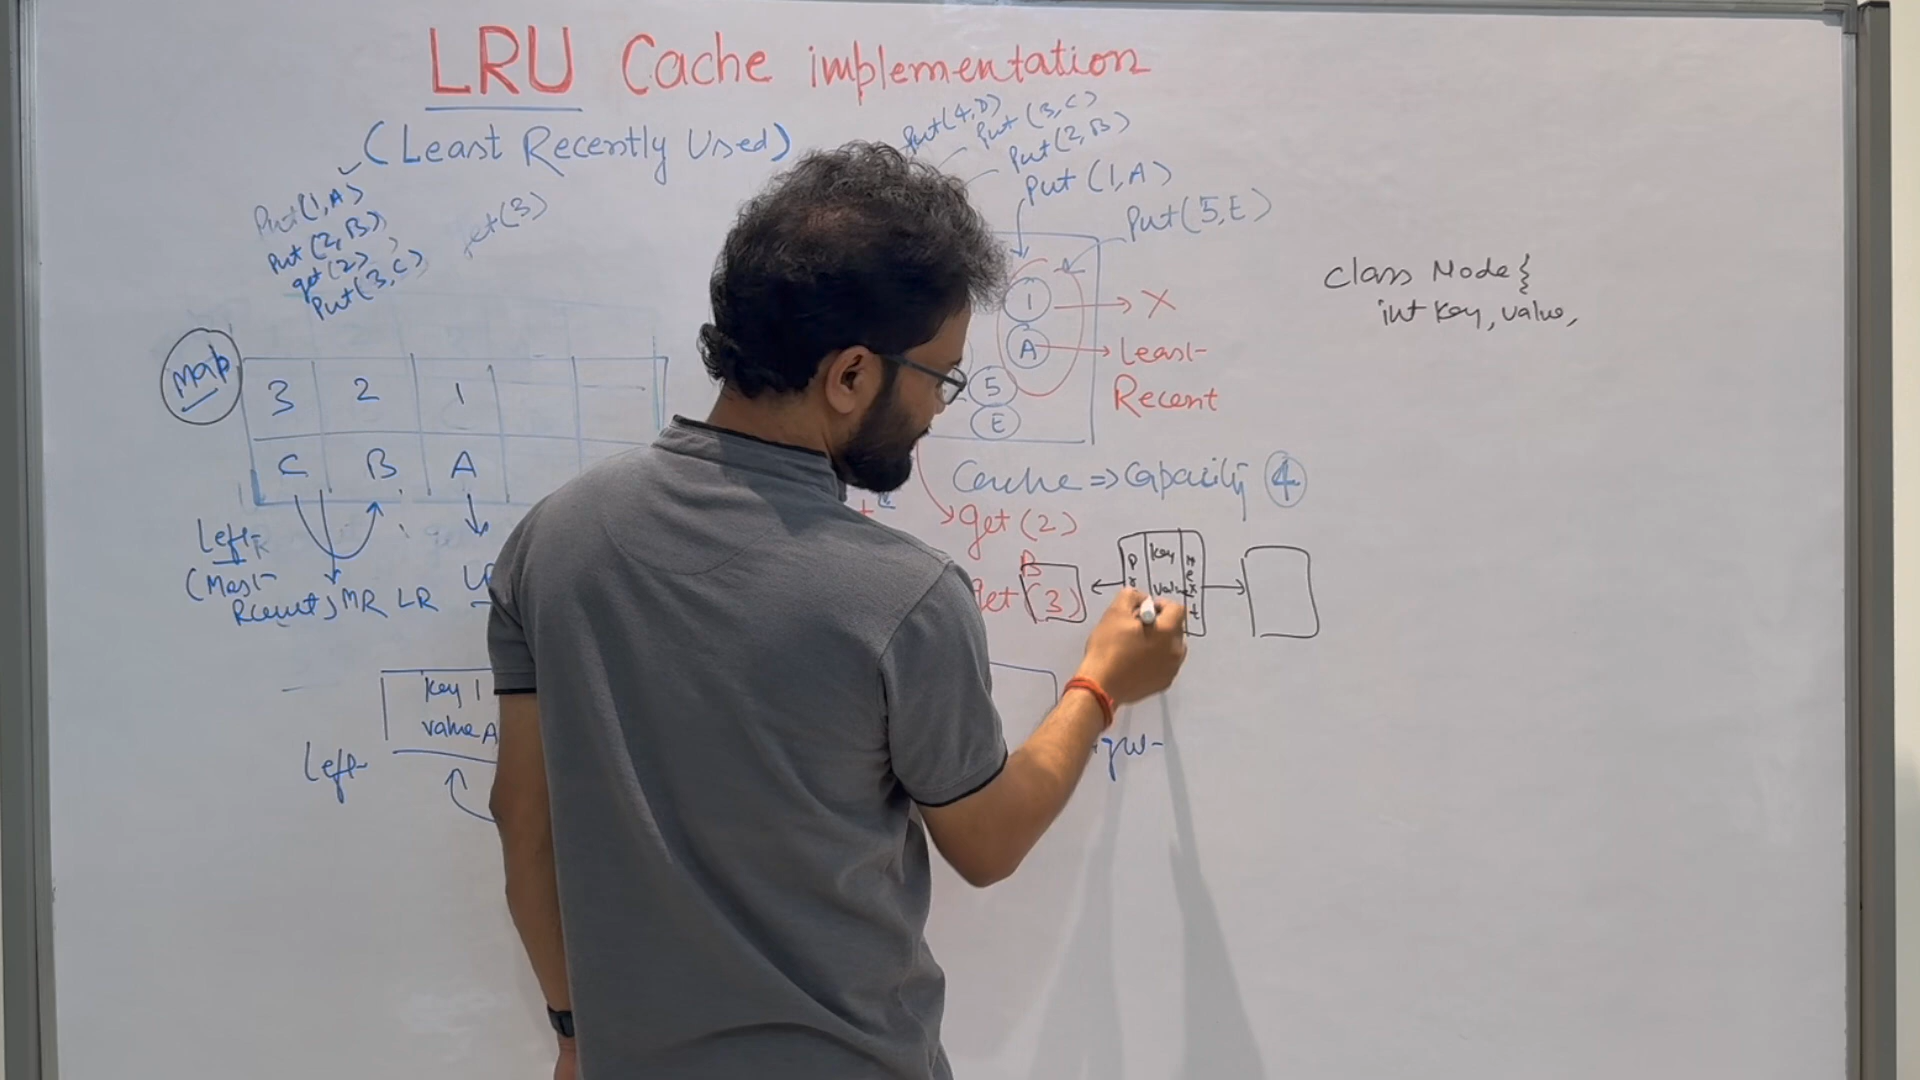 LRU Cache implementation
(Least Recently Used)
Put(1,A)
Put(2,B)
get(2)
Put(3,C)
get(3)
Put(4,D)
Put(3,C)
Put(2,B)
Put(1,A)
Put(5,E)
map
3 2 1
C B A
Left
(Most
Recent) MR LR
1 → X
A → Least
Recent
5
E
Cache => Capacity 4
get(2)
B
get(3)
key
value
Next
key 1
value A
Left
class Node {
int key, value,